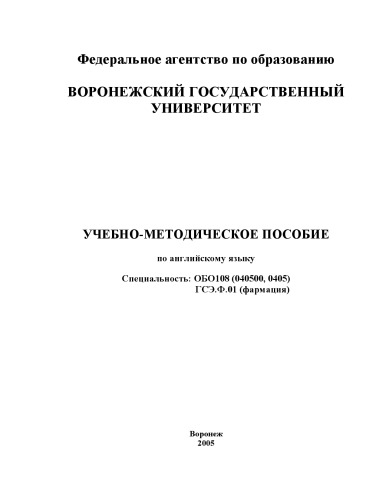 Федеральное агентство по образованию
ВОРОНЕЖСКИЙ ГОСУДАРСТВЕННЫЙ
УНИВЕРСИТЕТ
УЧЕБНО-МЕТОДИЧЕСКОЕ ПОСОБИЕ
по английскому языку
Специальность: ОБО108 (040500, 0405)
ГСЭ.Ф.01 (фармация)
Воронеж
2005